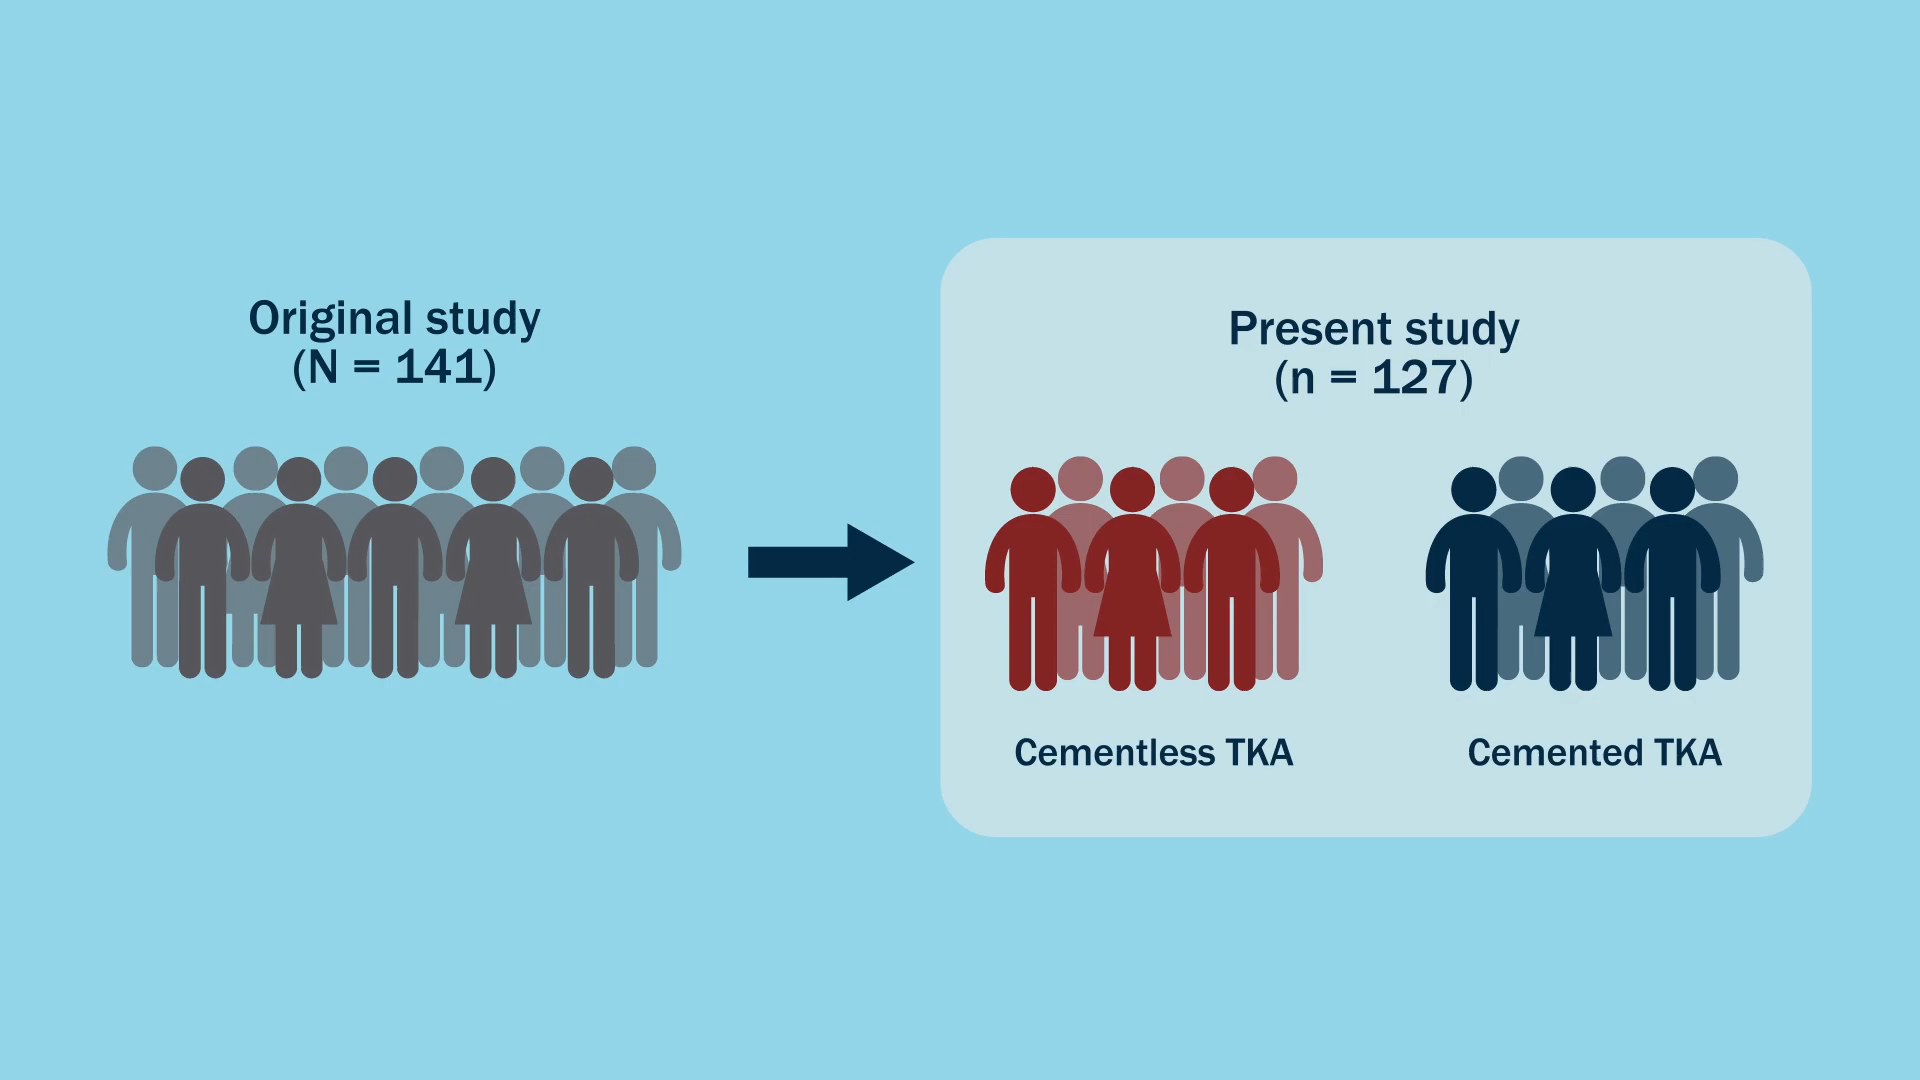 Original study
(N = 141)
Present study
(n = 127)
Cementless TKA
Cemented TKA